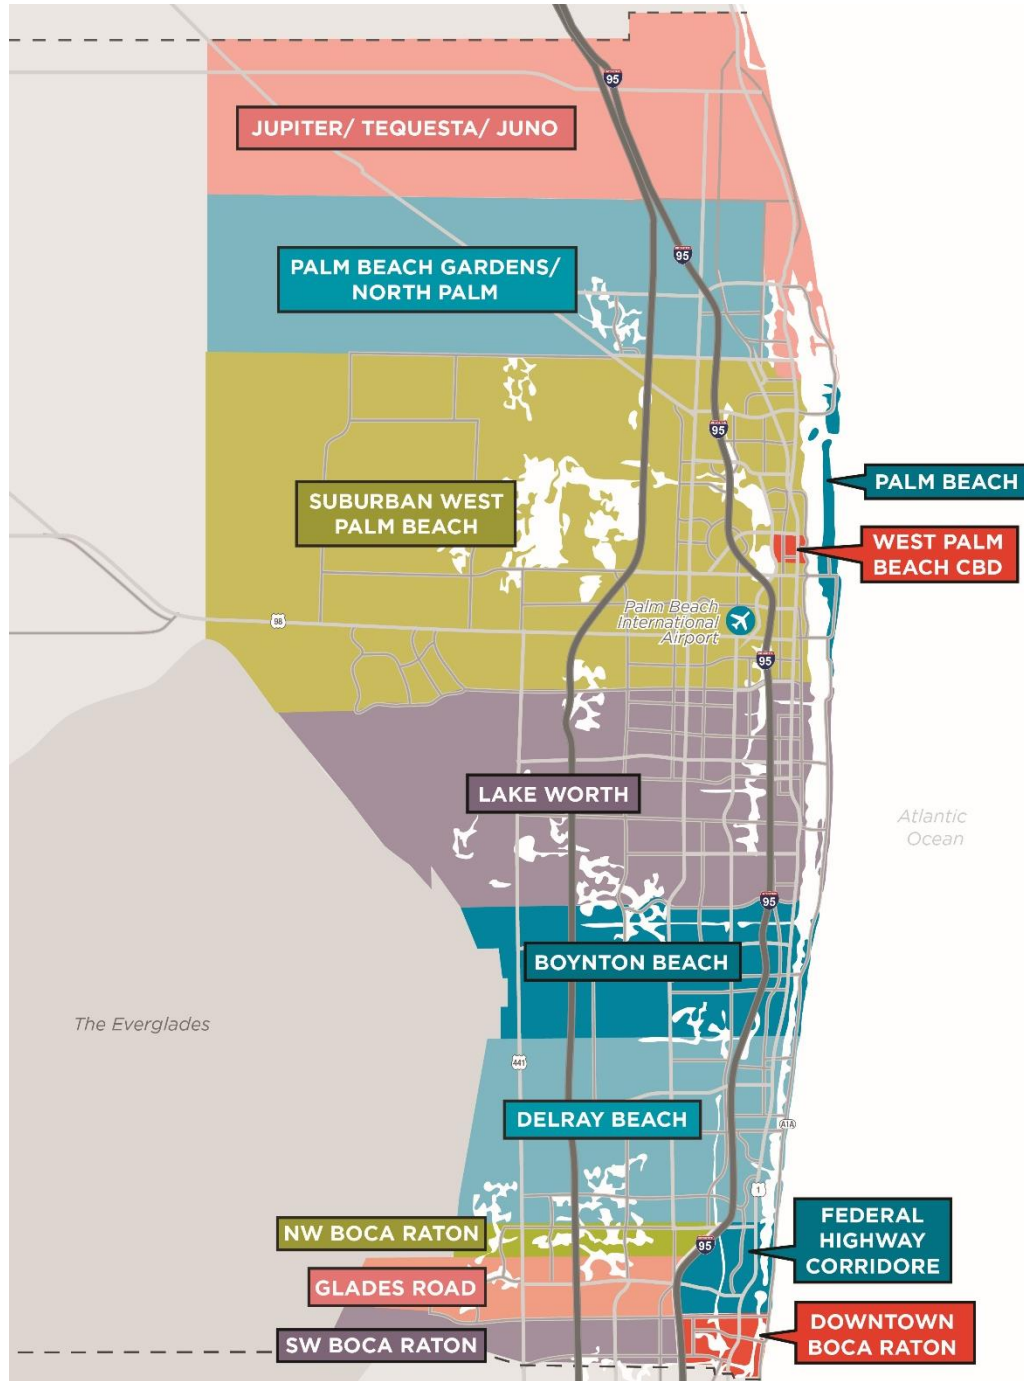 95
JUPITER/ TEQUESTA/ JUNO
95
PALM BEACH GARDENS/
NORTH PALM
95
PALM BEACH
SUBURBAN WEST
PALM BEACH
WEST PALM
BEACH CBD
Palm Beach
International
Airport
98
95
LAKE WORTH
Atlantic
Ocean
95
BOYNTON BEACH
The Everglades
441
DELRAY BEACH
A1A
1
FEDERAL
HIGHWAY
CORRIDORE
NW BOCA RATON
95
GLADES ROAD
DOWNTOWN
BOCA RATON
SW BOCA RATON